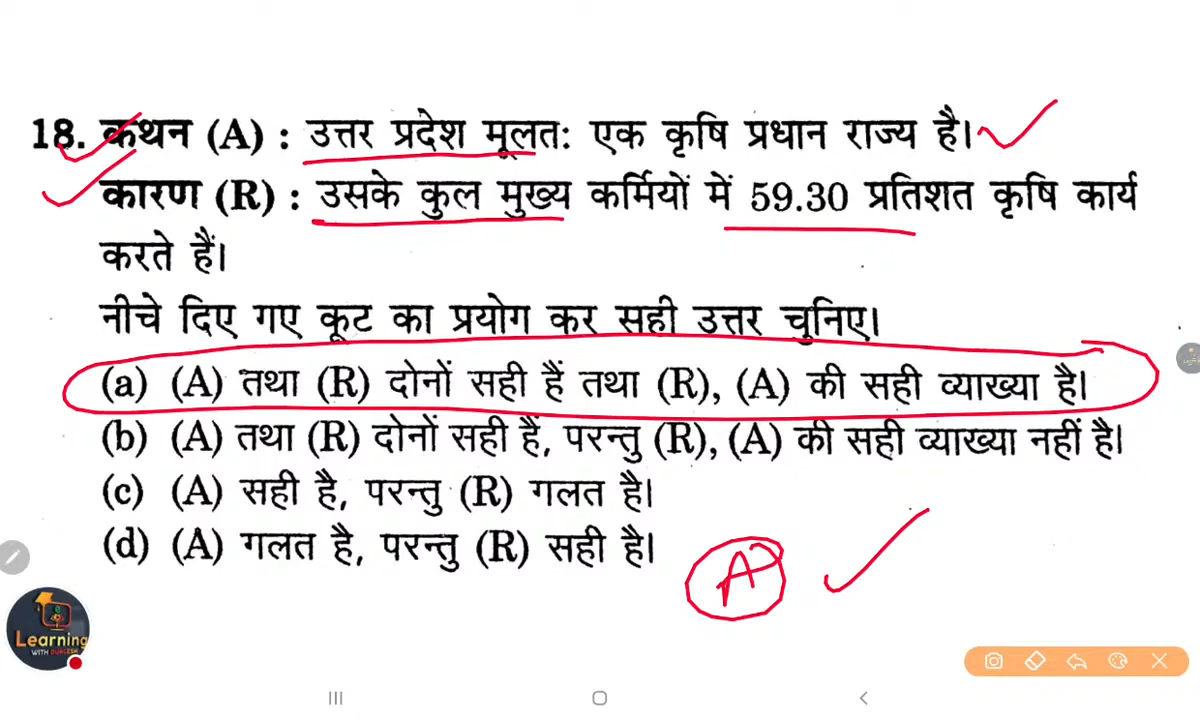 18. कथन (A) : उत्तर प्रदेश मूलतः एक कृषि प्रधान राज्य है।
कारण (R) : उसके कुल मुख्य कर्मियों में 59.30 प्रतिशत कृषि कार्य
करते हैं।
नीचे दिए गए कूट का प्रयोग कर सही उत्तर चुनिए।
(a) (A) तथा (R) दोनों सही हैं तथा (R), (A) की सही व्याख्या है।
(b) (A) तथा (R) दोनों सही हैं, परन्तु (R), (A) की सही व्याख्या नहीं है।
(c) (A) सही है, परन्तु (R) गलत है।
(d) (A) गलत है, परन्तु (R) सही है।
A
Learning
WITH DURGESH